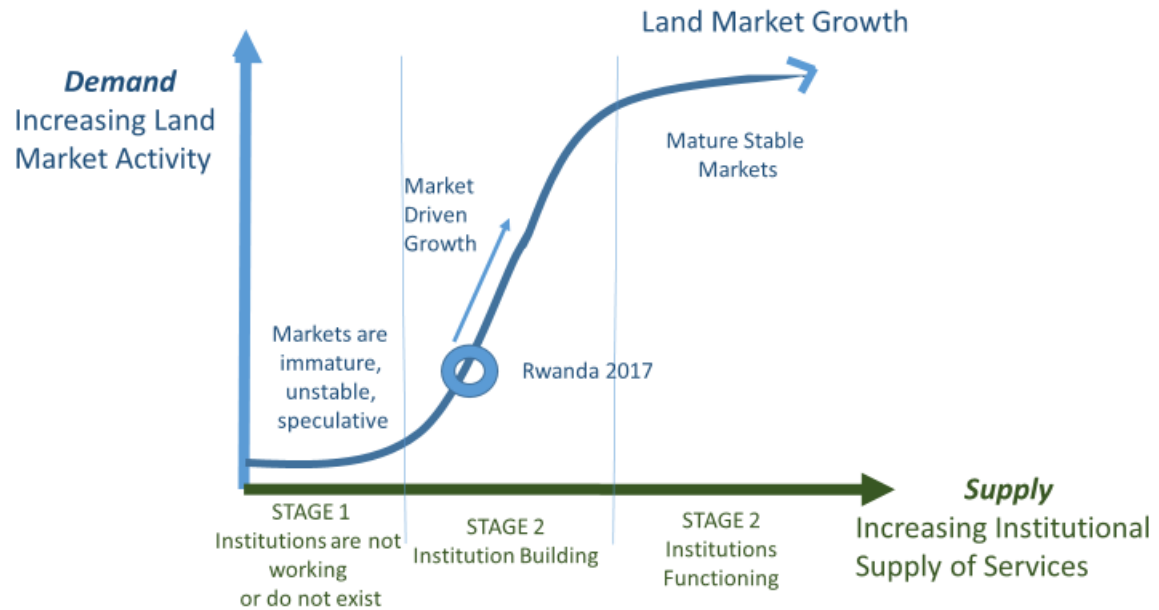 Land Market Growth
Demand
Increasing Land
Market Activity
Market
Driven
Growth
Mature Stable
Markets
Markets are
immature,
unstable,
speculative
Rwanda 2017
STAGE 1
Institutions are not
working
or do not exist
STAGE 2
Institution Building
STAGE 2
Institutions
Functioning
Supply
Increasing Institutional
Supply of Services